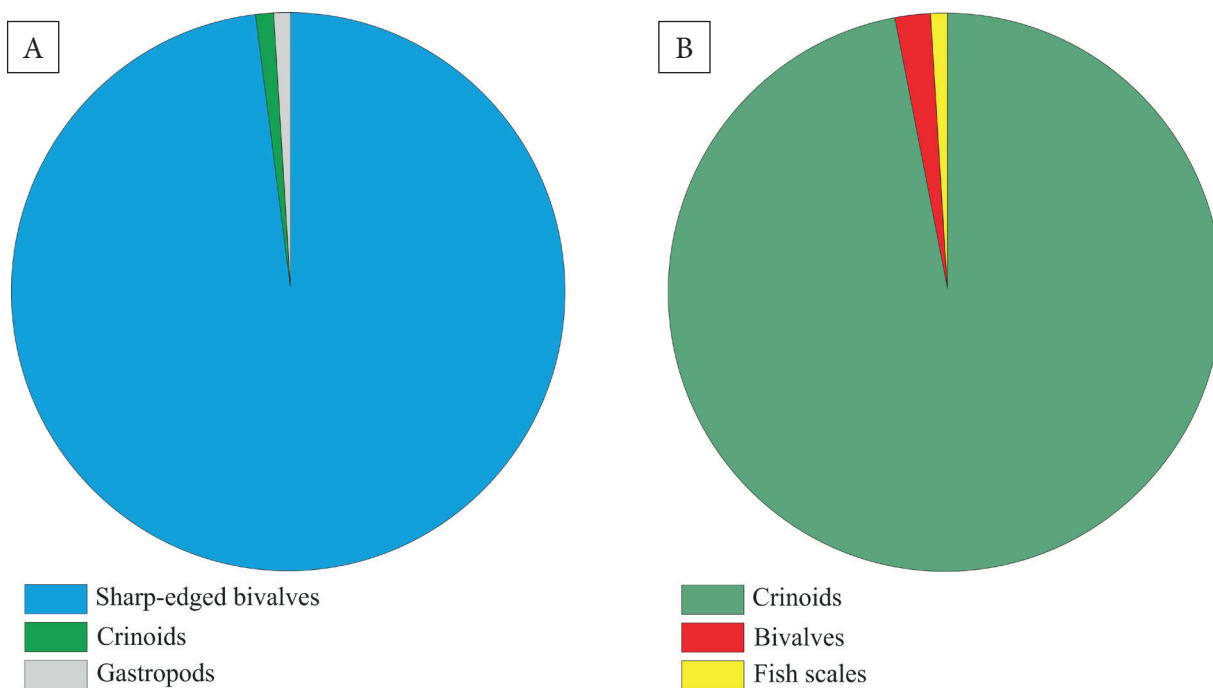 A
B
Sharp-edged bivalves
Crinoids
Gastropods
Crinoids
Bivalves
Fish scales